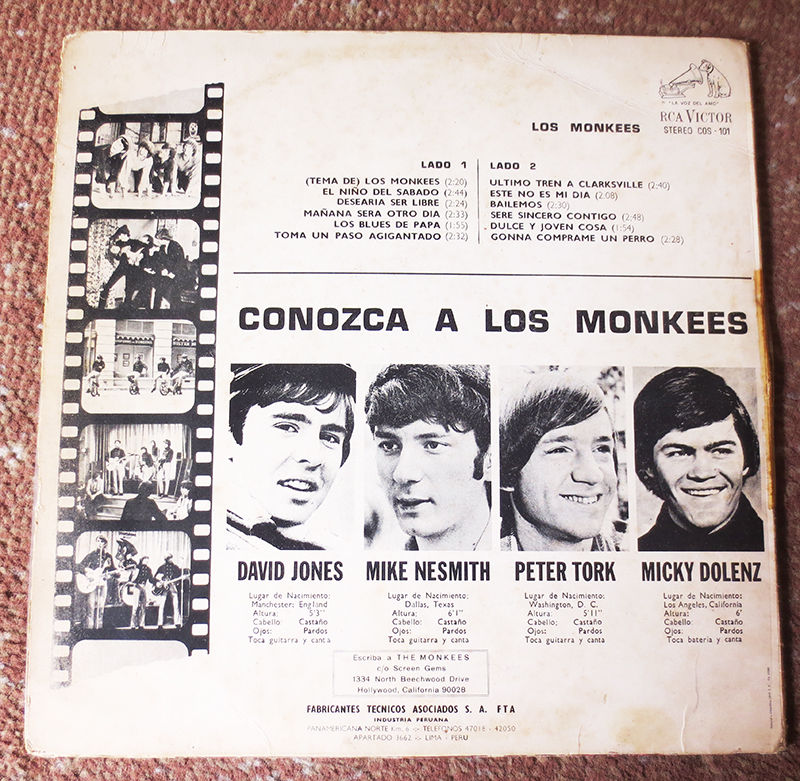 "LA VOZ DEL AMO"
RCA VICTOR
LOS MONKEES
STEREO COS - 101
LADO 1
(TEMA DE) LOS MONKEES (2:20)
EL NIÑO DEL SABADO (2:44)
DESEARIA SER LIBRE (2:24)
MAÑANA SERA OTRO DIA (2:33)
LOS BLUES DE PAPA (1:55)
TOMA UN PASO AGIGANTADO (2:32)
LADO 2
ULTIMO TREN A CLARKSVILLE (2:40)
ESTE NO ES MI DIA (2.08)
BAILEMOS (2:30)
SERE SINCERO CONTIGO (2;48)
DULCE Y JOVEN COSA (1:54)
GONNA COMPRAME UN PERRO (2:28)
CONOZCA A LOS MONKEES
DAVID JONES
Lugar de Nacimiento:
Manchester; England
Altura; 5'3"
Cabello: Castaño
Ojos: Pardos
Toca guitarra y canta
MIKE NESMITH
Lugar de Nacimiento:
Dallas, Texas
Altura: 6'1"
Cabello: Castaño
Ojos: Pardos
Toca guitarra y canta
PETER TORK
Lugar de Nacimiento:
Washington, D. C.
Altura: 5'11"
Cabello; Castaño
Ojos: Pardos
Toca guitarra y canta
MICKY DOLENZ
Lugar de Nacimiento:
Los Angeles, California
Altura: 6'
Cabello: Castaño
Ojos: Pardos
Toca bateria y canta
Escriba a THE MONKEES
c/o Screen Gems
1334 North Beechwood Drive
Hollywood, California 90028
FABRICANTES TECNICOS ASOCIADOS S. A. FTA
INDUSTRIA PERUANA
PANAMERICANA NORTE Km. 6 <> TELEFONOS 47018 - 42050
APARTADO 3662 <> LIMA - PERU